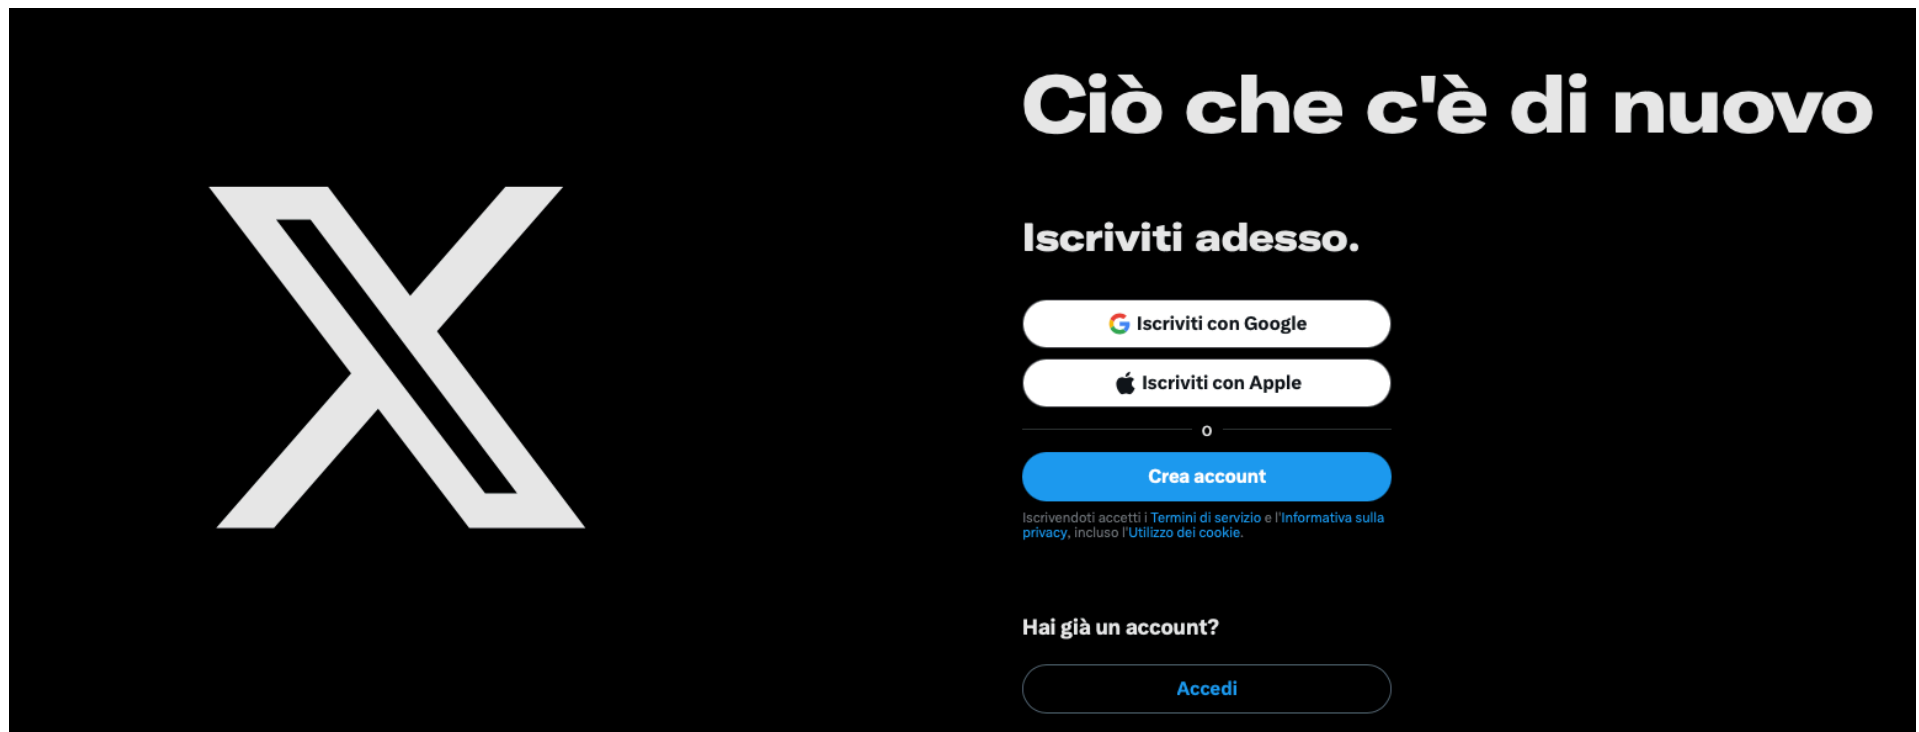 Ciò che c'è di nuovo
Iscriviti adesso.
Iscriviti con Google
Iscriviti con Apple
o
Crea account
Iscrivendoti accetti i Termini di servizio e l'Informativa sulla
privacy, incluso l'Utilizzo dei cookie.
Hai già un account?
Accedi